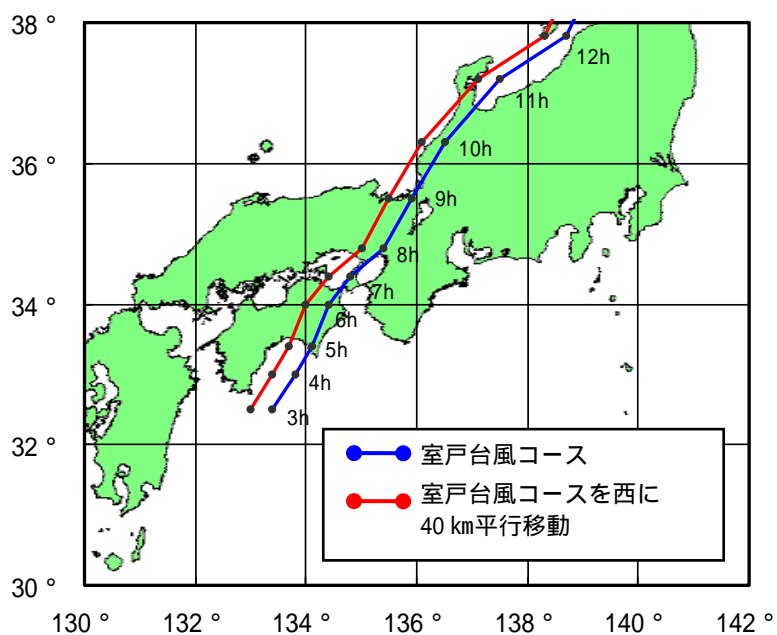 38 °
36 °
34 °
32 °
30 °
12h
11h
10h
9h
8h
7h
6h
5h
4h
3h
室戸台風コース
室戸台風コースを西に
40 ㎞平行移動
130 °
132 °
134 °
136 °
138 °
140 °
142 °